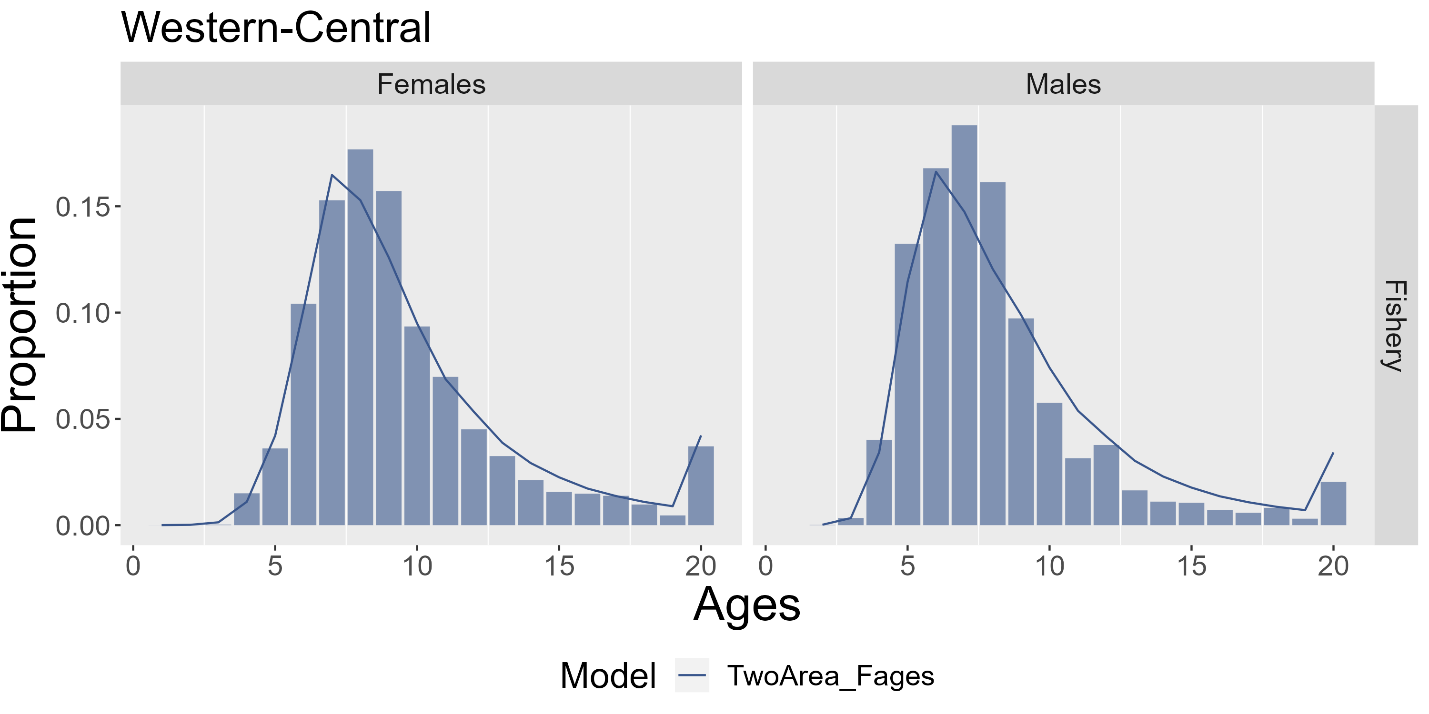 Western-Central
Females
Males
Proportion
0.15
0.10
0.05
0.00
Fishery
0 5 10 15 20
0 5 10 15 20
Ages
Model TwoArea_Fages